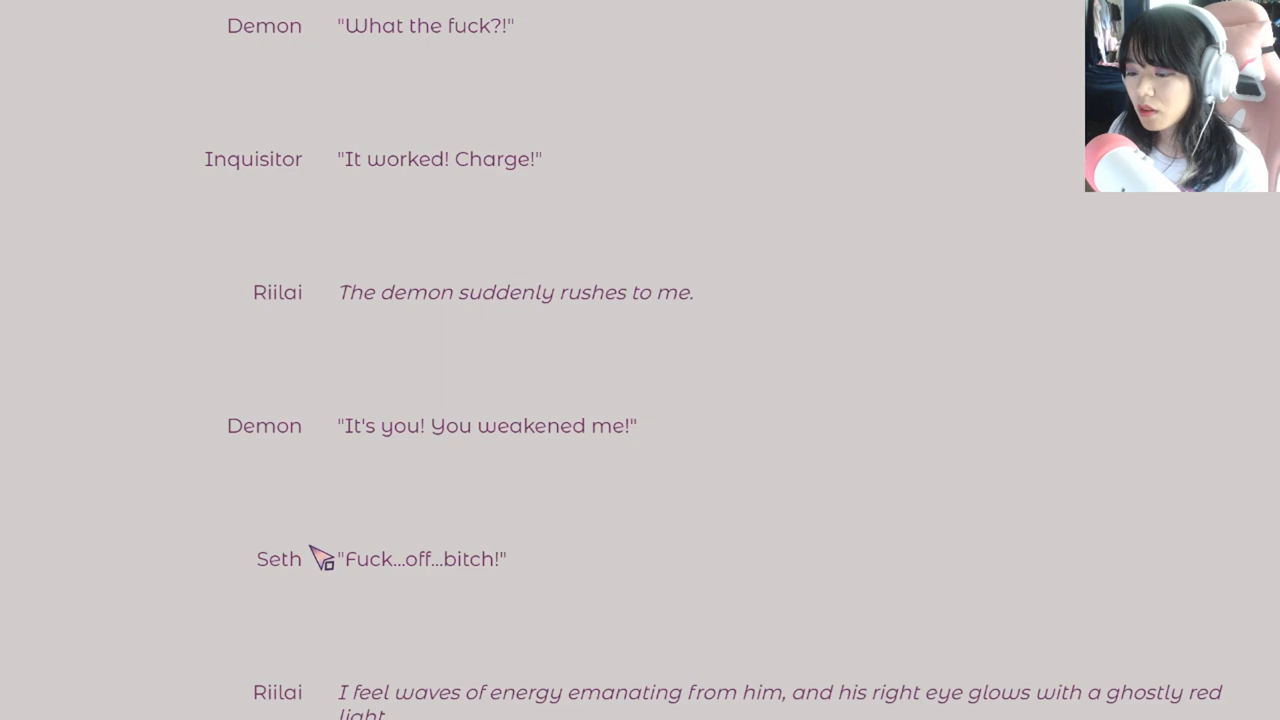 Demon "What the fuck?!"
Inquisitor "It worked! Charge!"
Riilai The demon suddenly rushes to me.
Demon "It's you! You weakened me!"
Seth "Fuck...off...bitch!"
Riilai I feel waves of energy emanating from him, and his right eye glows with a ghostly red
light.